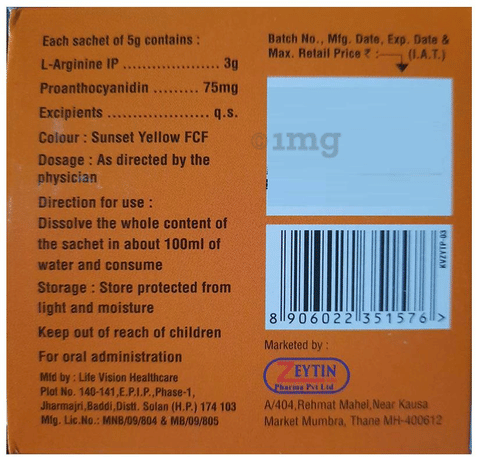 Each sachet of 5g contains :
L-Arginine IP ........................ 3g
Proanthocyanidin ......... 75mg
Excipients ...................... q.s.
Colour : Sunset Yellow FCF
Dosage : As directed by the
physician
Direction for use :
Dissolve the whole content of
the sachet in about 100ml of
water and consume
Storage : Store protected from
light and moisture
Keep out of reach of children
For oral administration
Mfd by : Life Vision Healthcare
Plot No. 140-141,E.P.I.P.,Phase-1,
Jharmajri,Baddi,Distt. Solan (H.P.) 174 103
Mfg. Lic.No.: MNB/09/804 & MB/09/805
Batch No., Mfg. Date, Exp. Date &
Max. Retail Price ₹ : (I.A.T.)
©1mg
KVZYTP-03
8 906022 351576 >
Marketed by :
ZEYTIN
Pharma Pvt Ltd
A/404,Rehmat Mahel,Near Kausa
Market Mumbra, Thane MH-400612